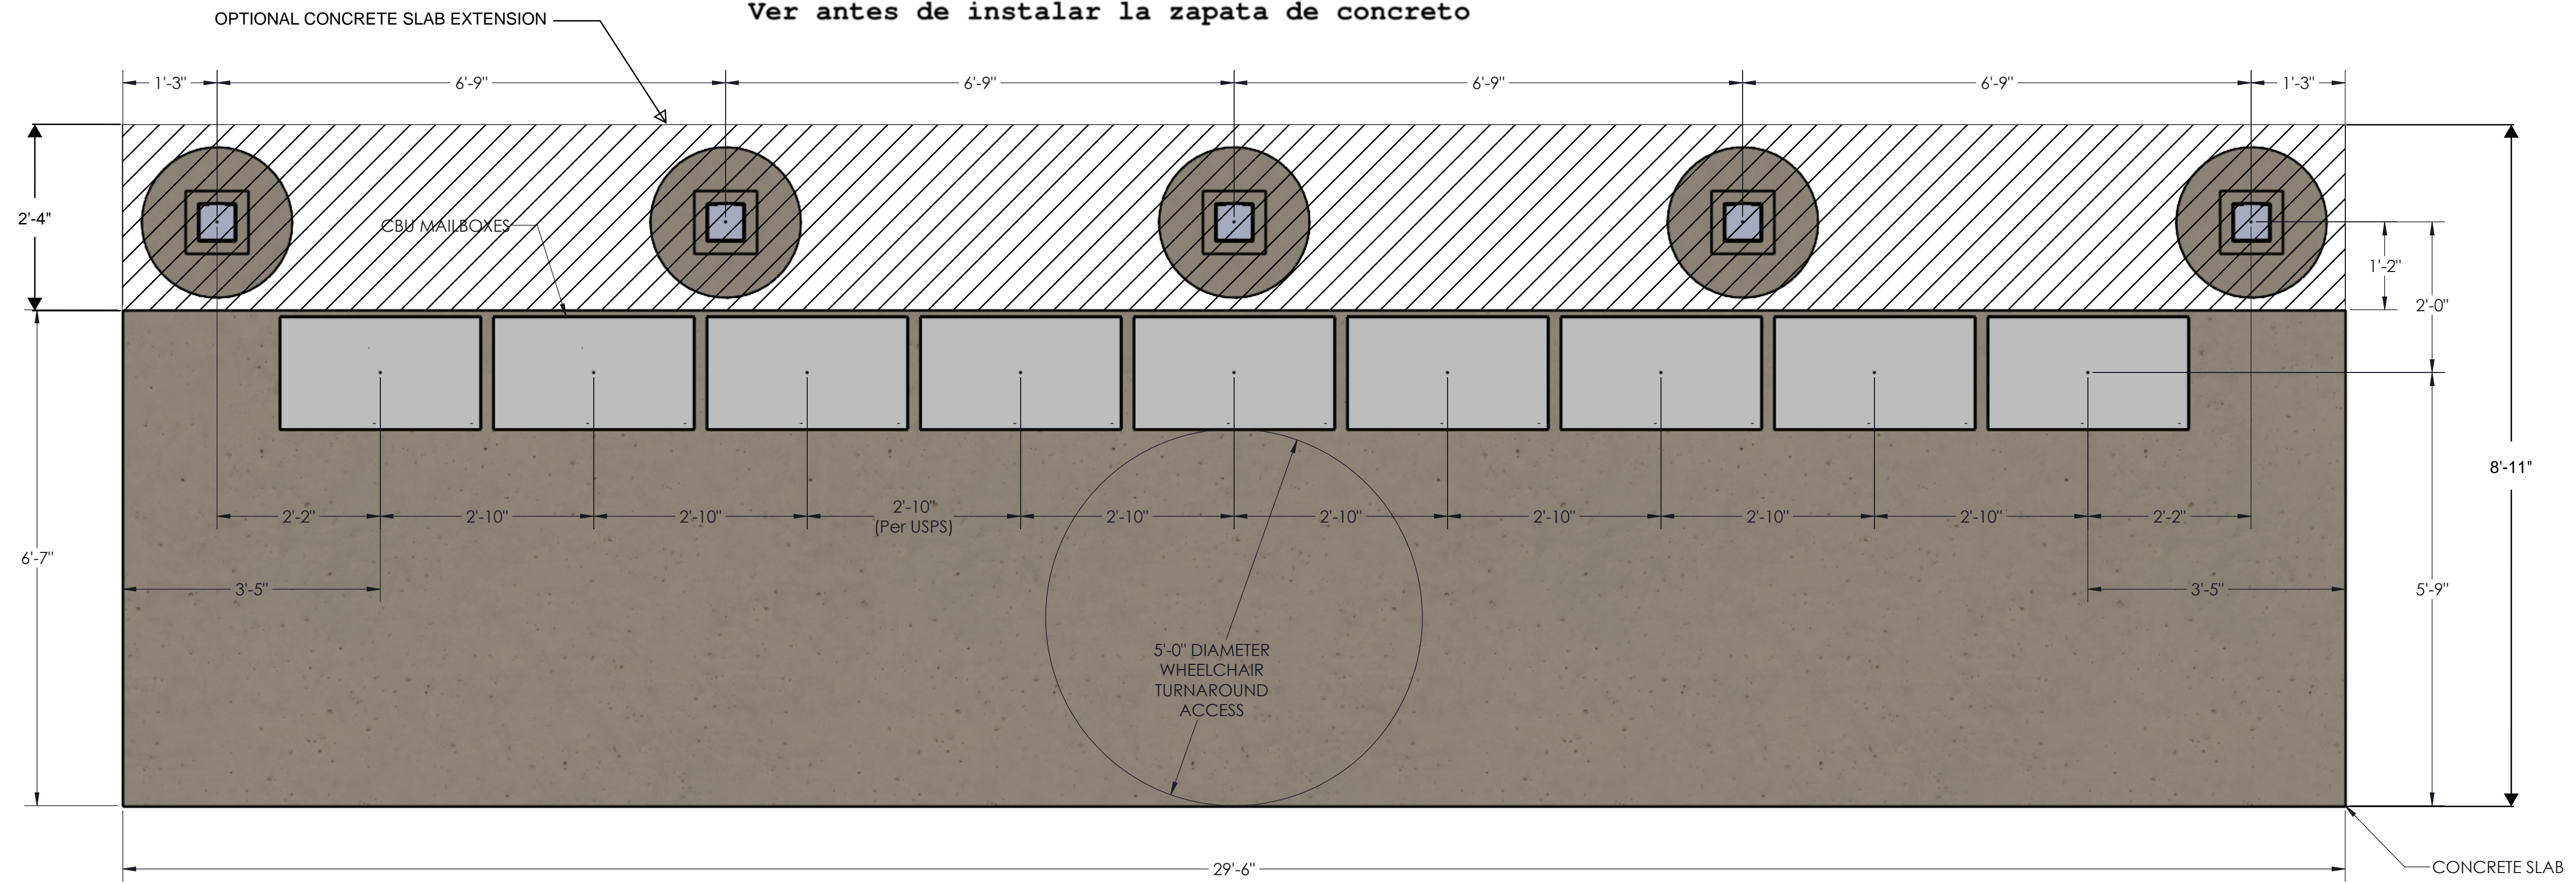 Ver antes de instalar la zapata de concreto
OPTIONAL CONCRETE SLAB EXTENSION
1'-3" 6'-9" 6'-9" 6'-9" 6'-9" 1'-3"
2'-4"
CBU MAILBOXES
1'-2"
2'-0"
8'-11"
2'-2" 2'-10" 2'-10" 2'-10" 2'-10" 2'-10" 2'-10" 2'-10" 2'-10" 2'-2"
(Per USPS)
6'-7"
3'-5" 3'-5"
5'-9"
5'-0" DIAMETER
WHEELCHAIR
TURNAROUND
ACCESS
29'-6"
CONCRETE SLAB